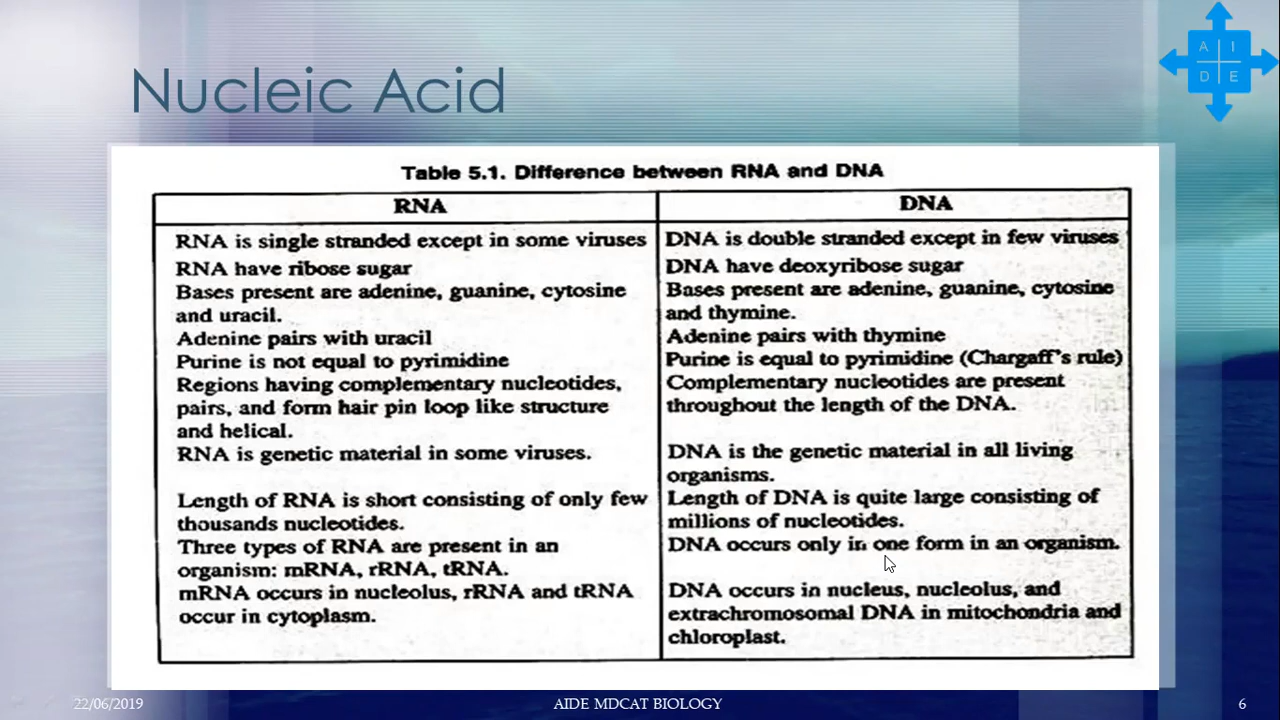 A I
D E
Nucleic Acid
Table 5.1. Difference between RNA and DNA
RNA
RNA is single stranded except in some viruses
RNA have ribose sugar
Bases present are adenine, guanine, cytosine
and uracil.
Adenine pairs with uracil
Purine is not equal to pyrimidine
Regions having complementary nucleotides,
pairs, and form hair pin loop like structure
and helical.
RNA is genetic material in some viruses.
Length of RNA is short consisting of only few
thousands nucleotides.
Three types of RNA are present in an
organism: mRNA, rRNA, tRNA.
mRNA occurs in nucleolus, rRNA and tRNA
occur in cytoplasm.
DNA
DNA is double stranded except in few viruses
DNA have deoxyribose sugar
Bases present are adenine, guanine, cytosine
and thymine.
Adenine pairs with thymine
Purine is equal to pyrimidine (Chargaff's rule)
Complementary nucleotides are present
throughout the length of the DNA.
DNA is the genetic material in all living
organisms.
Length of DNA is quite large consisting of
millions of nucleotides.
DNA occurs only in one form in an organism.
DNA occurs in nucleus, nucleolus, and
extrachromosomal DNA in mitochondria and
chloroplast.
22/06/2019
AIDE MDCAT BIOLOGY
6